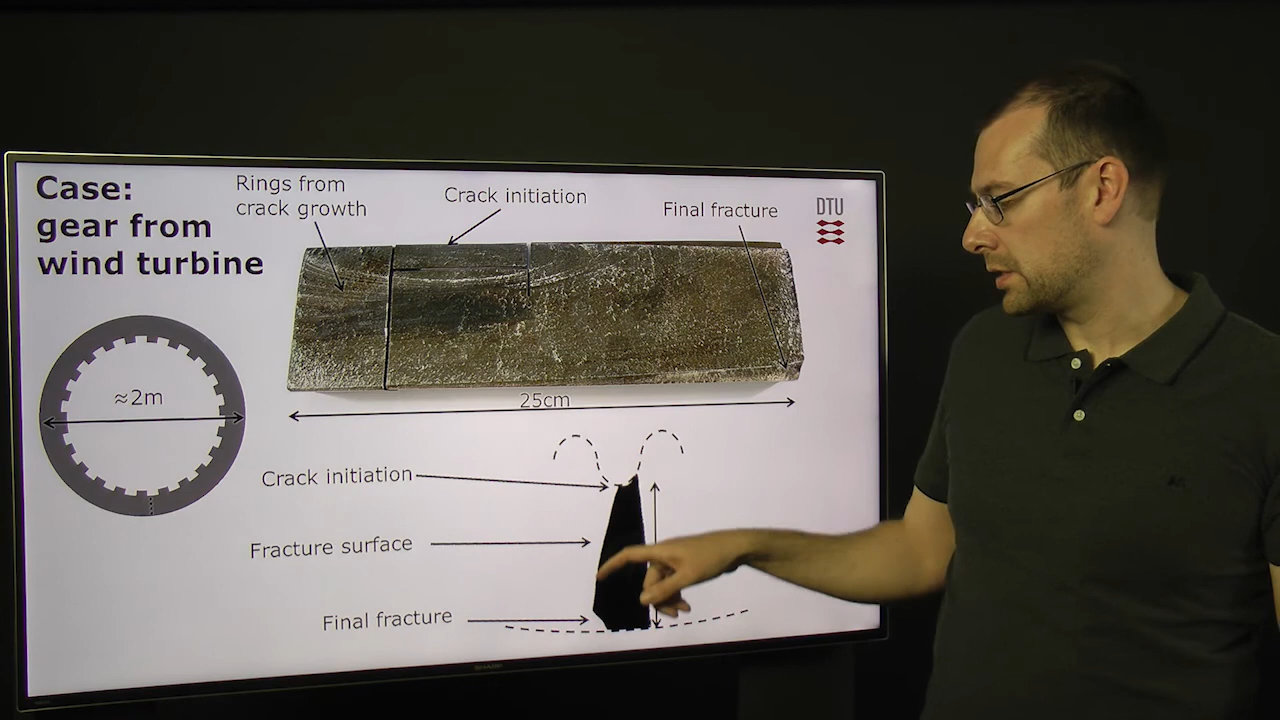 Case:
gear from
wind turbine
Rings from
crack growth
Crack initiation
Final fracture
DTU
≈2m
25cm
Crack initiation
Fracture surface
Final fracture